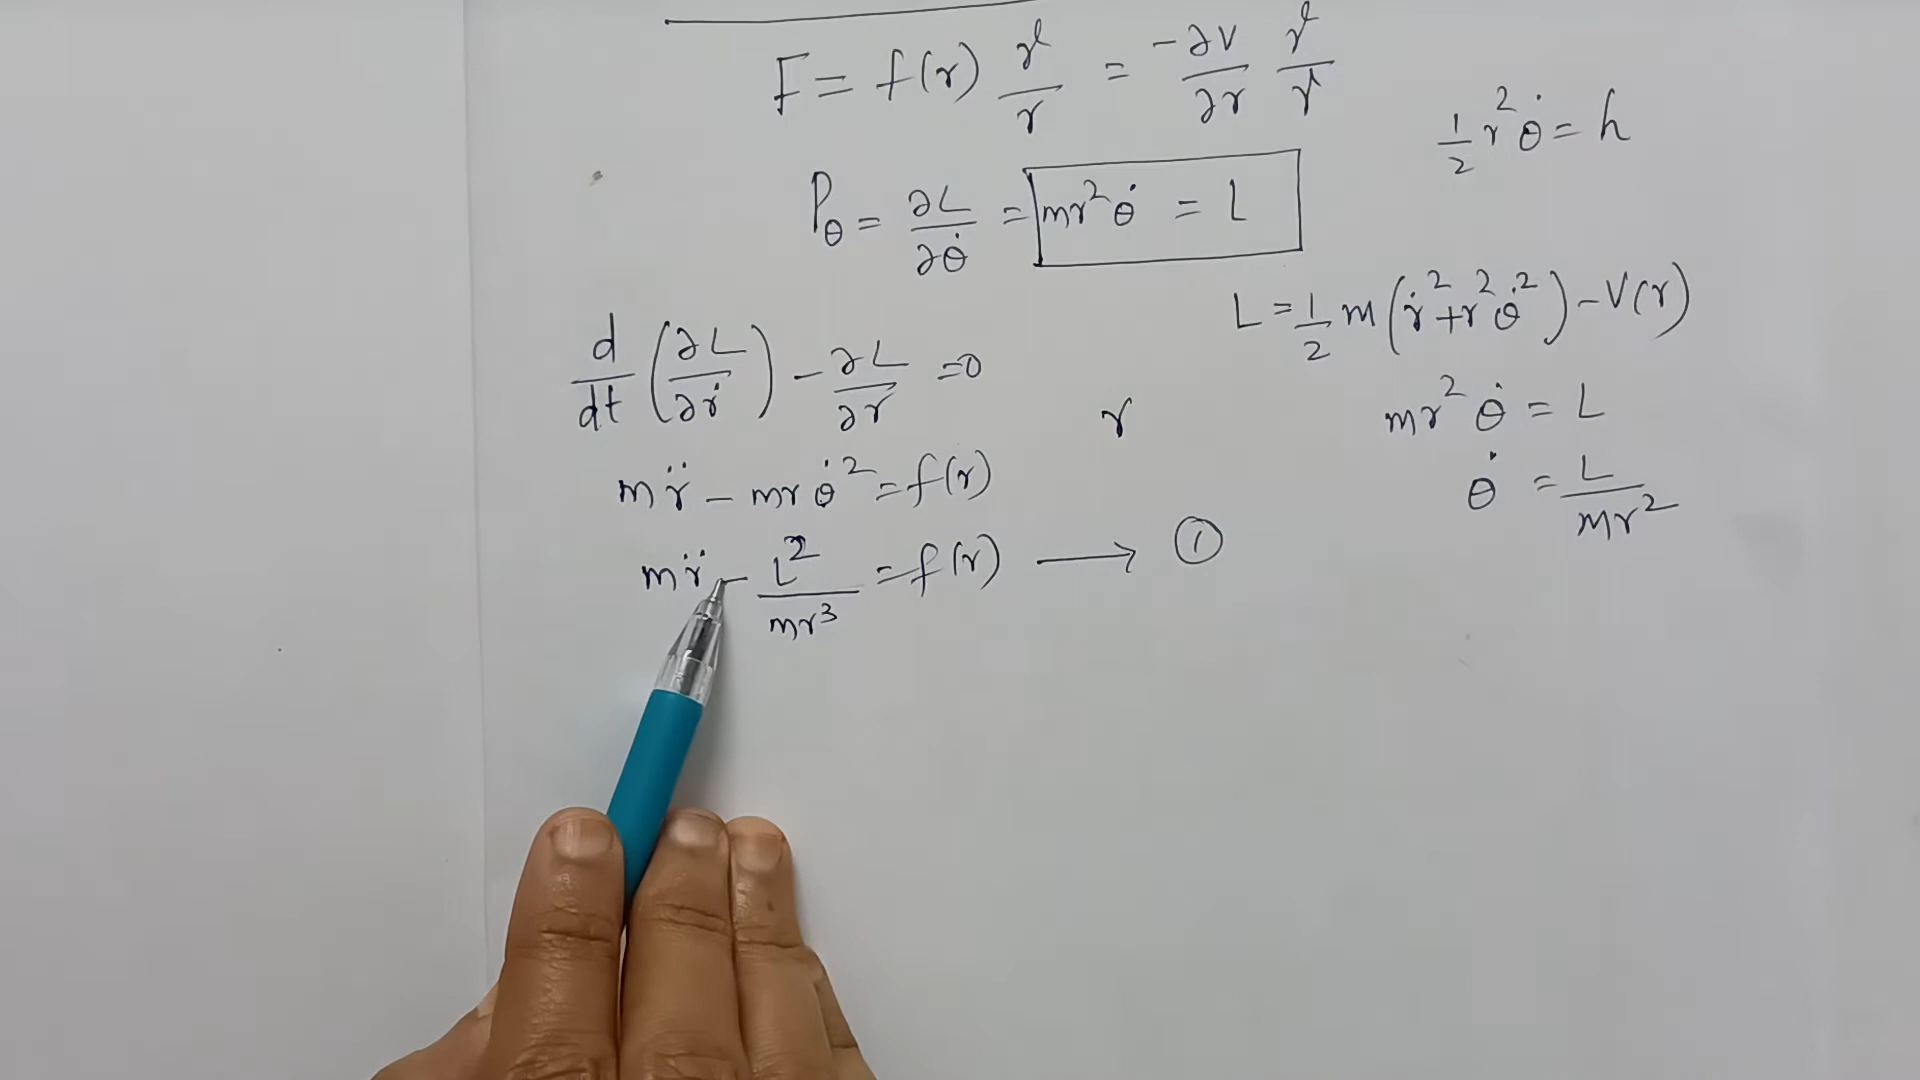 F = f(r) r/r = -∂V/∂r r/r
1/2 r²θ̇ = h
Pθ = ∂L/∂θ̇ = mr²θ̇ = L
L = 1/2 m(ṙ² + r²θ̇²) - V(r)
d/dt (∂L/∂ṙ) - ∂L/∂r = 0
r
mr²θ̇ = L
mr̈ - mrθ̇² = f(r)
θ̇ = L/mr²
mr̈ - L²/mr³ = f(r) → ①